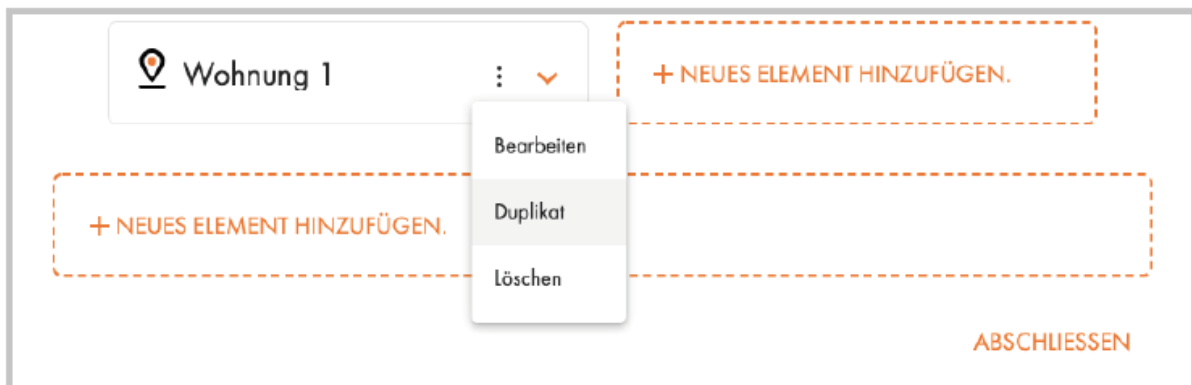 Wohnung 1
+ NEUES ELEMENT HINZUFÜGEN.
Bearbeiten
Duplikat
Löschen
+ NEUES ELEMENT HINZUFÜGEN.
ABSCHLIESSEN